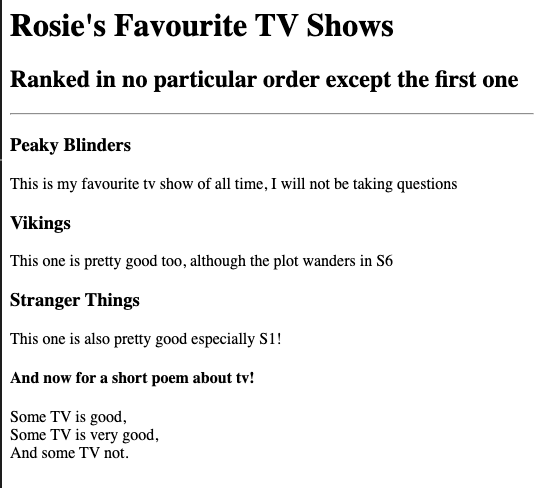 Rosie's Favourite TV Shows
Ranked in no particular order except the first one
Peaky Blinders
This is my favourite tv show of all time, I will not be taking questions
Vikings
This one is pretty good too, although the plot wanders in S6
Stranger Things
This one is also pretty good especially S1!
And now for a short poem about tv!
Some TV is good,
Some TV is very good,
And some TV not.